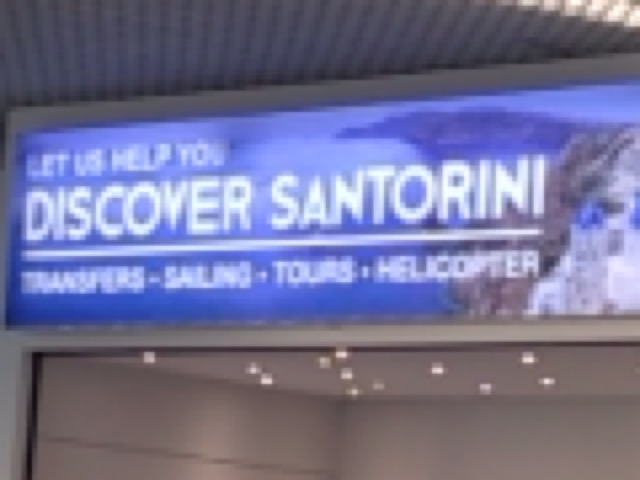 LET US HELP YOU
DISCOVER SANTORINI
TRANSFERS - SAILING - TOURS - HELICOPTER